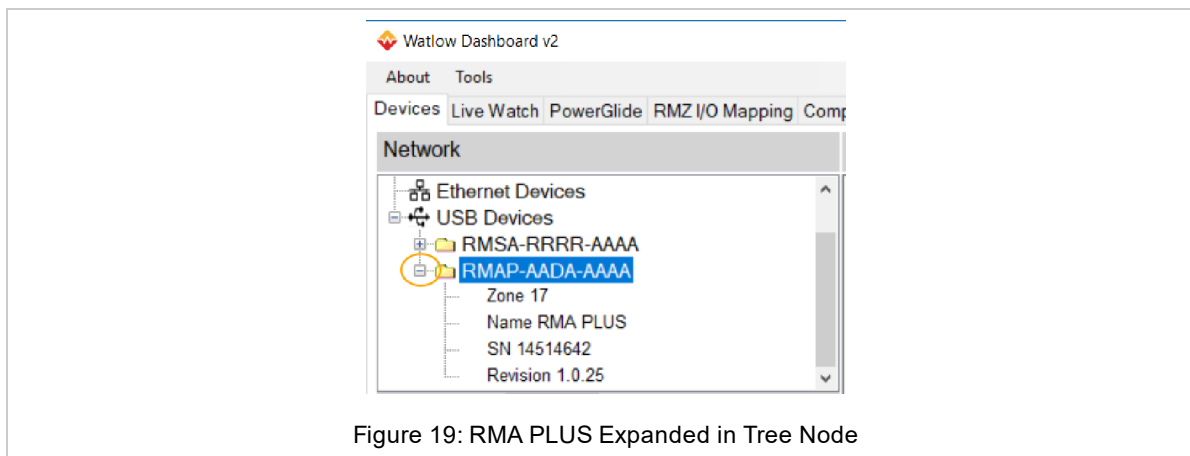 Watlow Dashboard v2
About Tools
Devices Live Watch PowerGlide RMZ I/O Mapping Comp
Network
Ethernet Devices
USB Devices
RMSA-RRRR-AAAA
RMAP-AADA-AAAA
Zone 17
Name RMA PLUS
SN 14514642
Revision 1.0.25
Figure 19: RMA PLUS Expanded in Tree Node